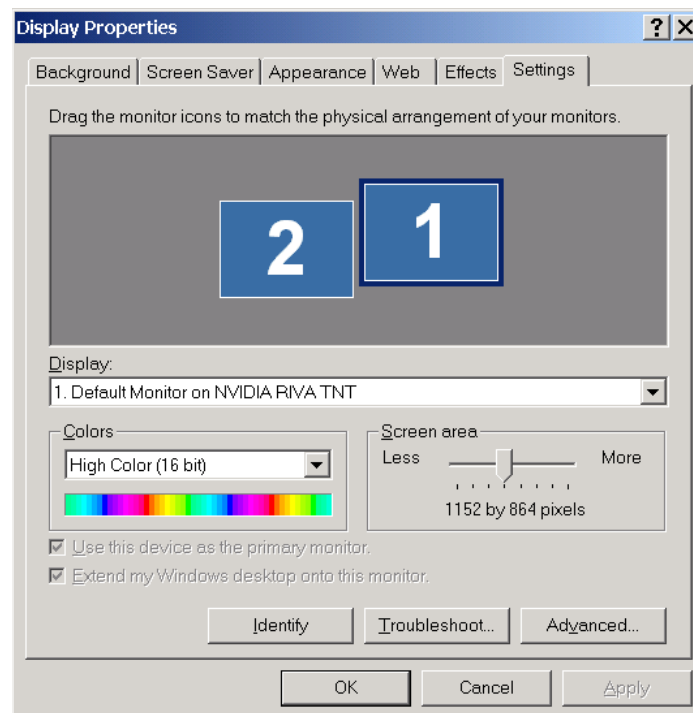 Display Properties
Background Screen Saver Appearance Web Effects Settings
Drag the monitor icons to match the physical arrangement of your monitors.
2 1
Display:
1. Default Monitor on NVIDIA RIVA TNT
Colors Screen area
High Color (16 bit) Less More
1152 by 864 pixels
Use this device as the primary monitor.
Extend my Windows desktop onto this monitor.
Identify Troubleshoot... Advanced...
OK Cancel Apply